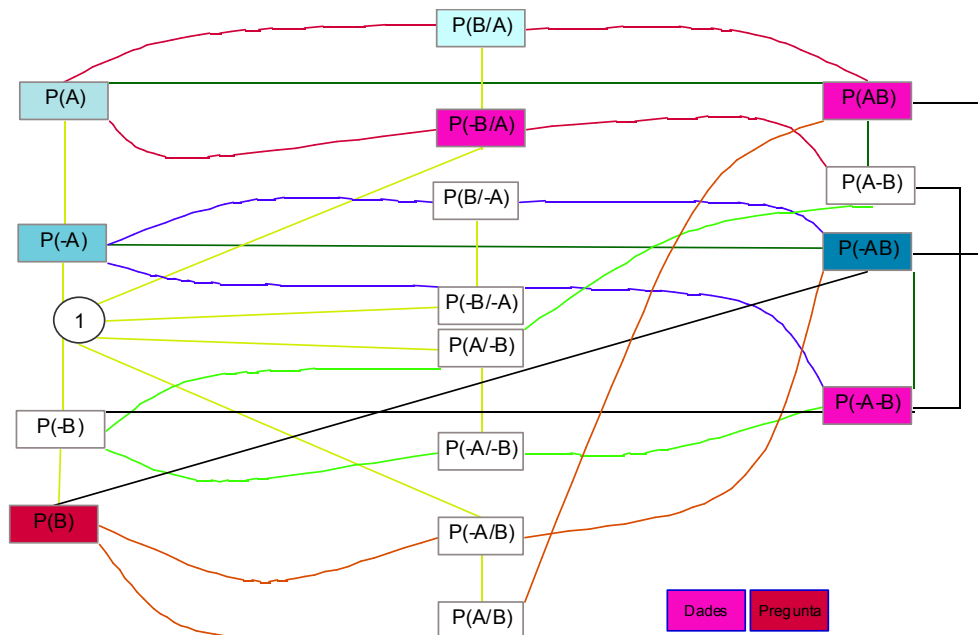 P(B/A)
P(A)
P(AB)
P(-B/A)
P(A-B)
P(B/-A)
P(-A)
P(-AB)
P(-B/-A)
1
P(A/-B)
P(-A-B)
P(-B)
P(-A/-B)
P(B)
P(-A/B)
P(A/B)
Dades
Pregunta